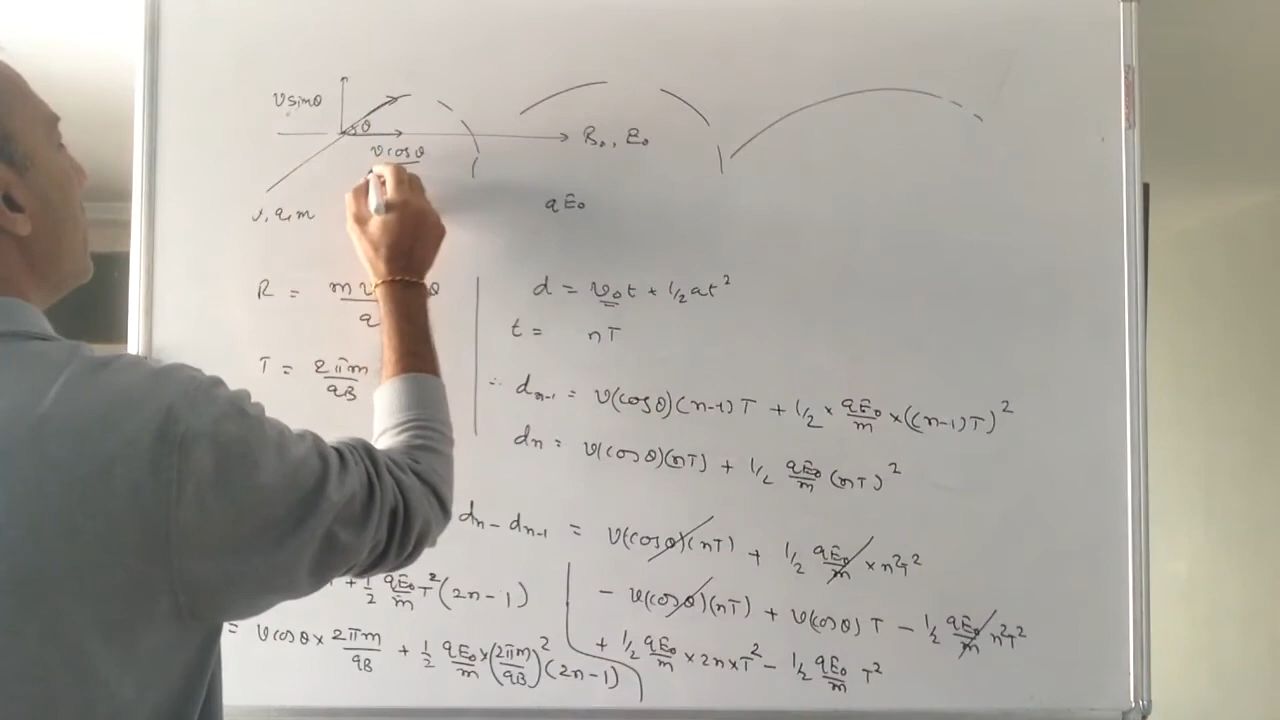 v sinθ
θ
B₀, E₀
v cosθ
v, q, m
qE₀
R = m v θ / q
d = v₀t + 1/2 at²
t = nT
T = 2πm / qB
∴ dₙ₋₁ = v(cosθ)(n-1)T + 1/2 × qE₀/m × ((n-1)T)²
dₙ = v(cosθ)(nT) + 1/2 qE₀/m (nT)²
dₙ - dₙ₋₁ = v(cosθ)(nT) + 1/2 qE₀/m × n²T²
- v(cosθ)(nT) + v(cosθ)T - 1/2 qE₀/m n²T²
+ 1/2 qE₀/m × 2n × T² - 1/2 qE₀/m T²
+ 1/2 qE₀/m T² (2n-1)
= v cosθ × 2πm/qB + 1/2 qE₀/m × (2πm/qB)² (2n-1)